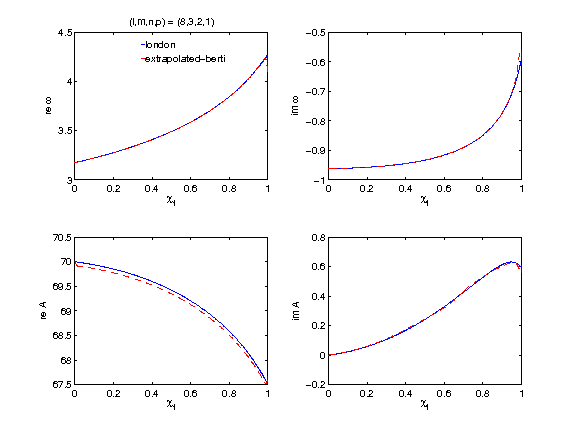 (l,m,n,p) = (8,3,2,1)
4.5
4
3.5
3
re ω
london
extrapolated−berti
0 0.2 0.4 0.6 0.8 1
χf
−0.5
−0.6
−0.7
−0.8
−0.9
−1
im ω
0 0.2 0.4 0.6 0.8 1
χf
70.5
70
69.5
69
68.5
68
67.5
re A
0 0.2 0.4 0.6 0.8 1
χf
0.8
0.6
0.4
0.2
0
−0.2
im A
0 0.2 0.4 0.6 0.8 1
χf